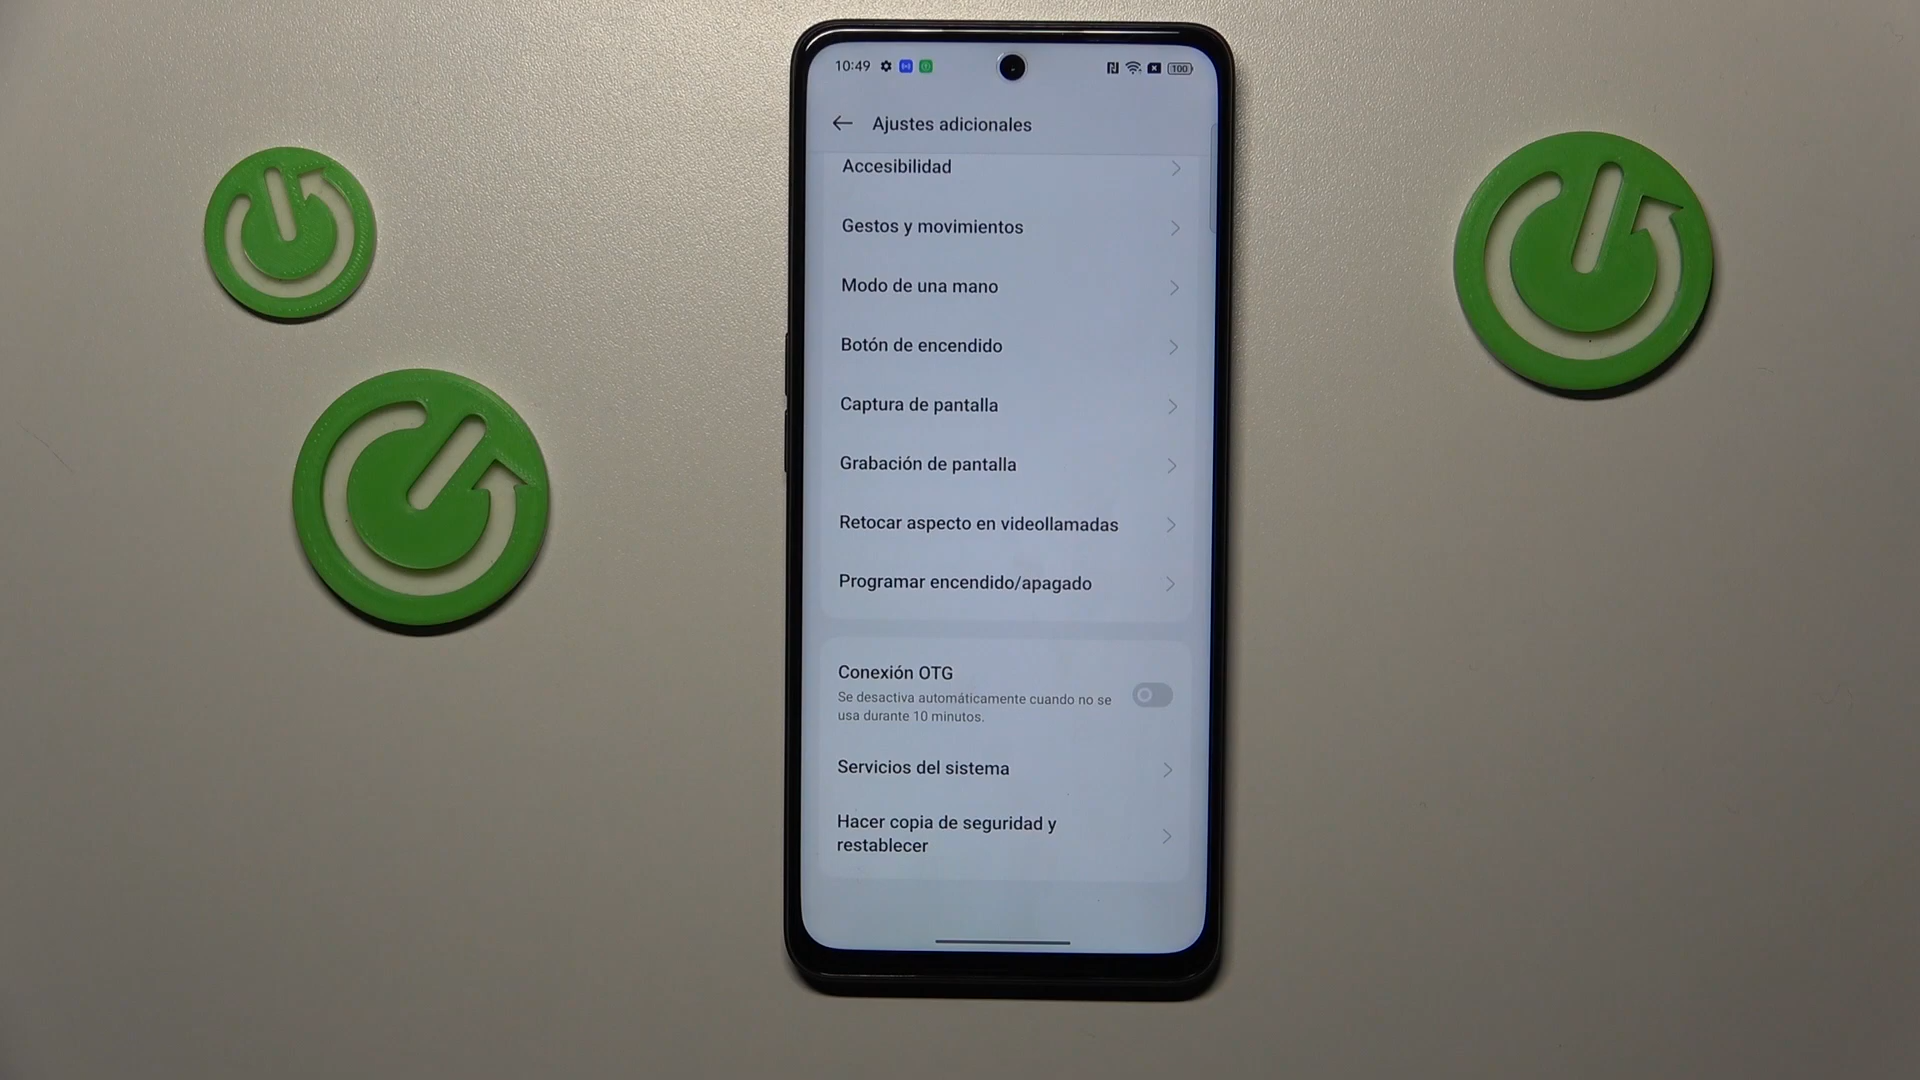 10:49
100
Ajustes adicionales
Accesibilidad
Gestos y movimientos
Modo de una mano
Botón de encendido
Captura de pantalla
Grabación de pantalla
Retocar aspecto en videollamadas
Programar encendido/apagado
Conexión OTG
Se desactiva automáticamente cuando no se
usa durante 10 minutos.
Servicios del sistema
Hacer copia de seguridad y
restablecer